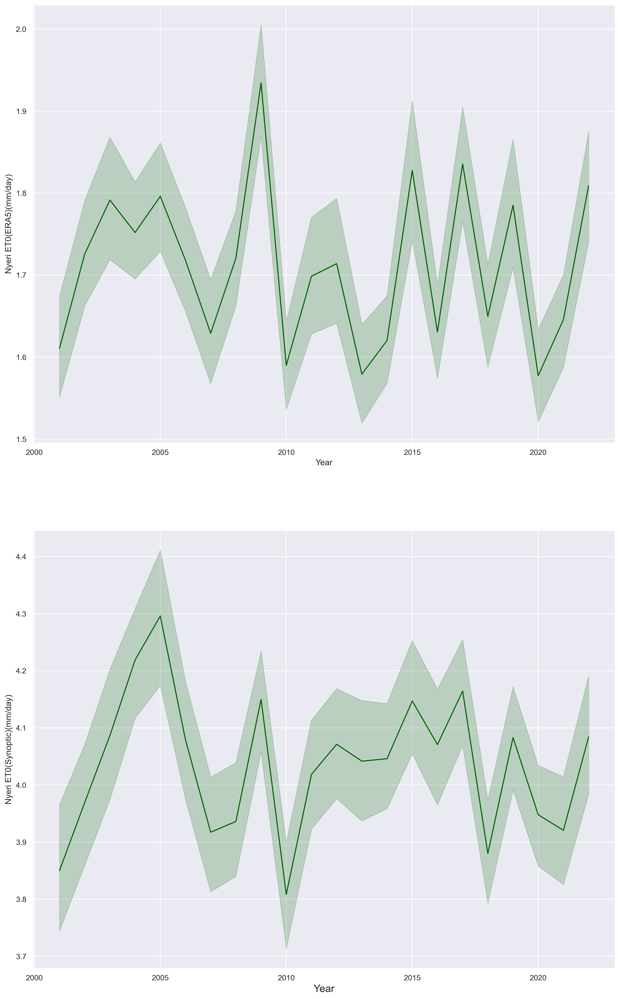 Nyeri ET0(ERA5)(mm/day)
2.0
1.9
1.8
1.7
1.6
1.5
2000 2005 2010 2015 2020
Year
Nyeri ET0(Synoptic)(mm/day)
4.4
4.3
4.2
4.1
4.0
3.9
3.8
3.7
2000 2005 2010 2015 2020
Year